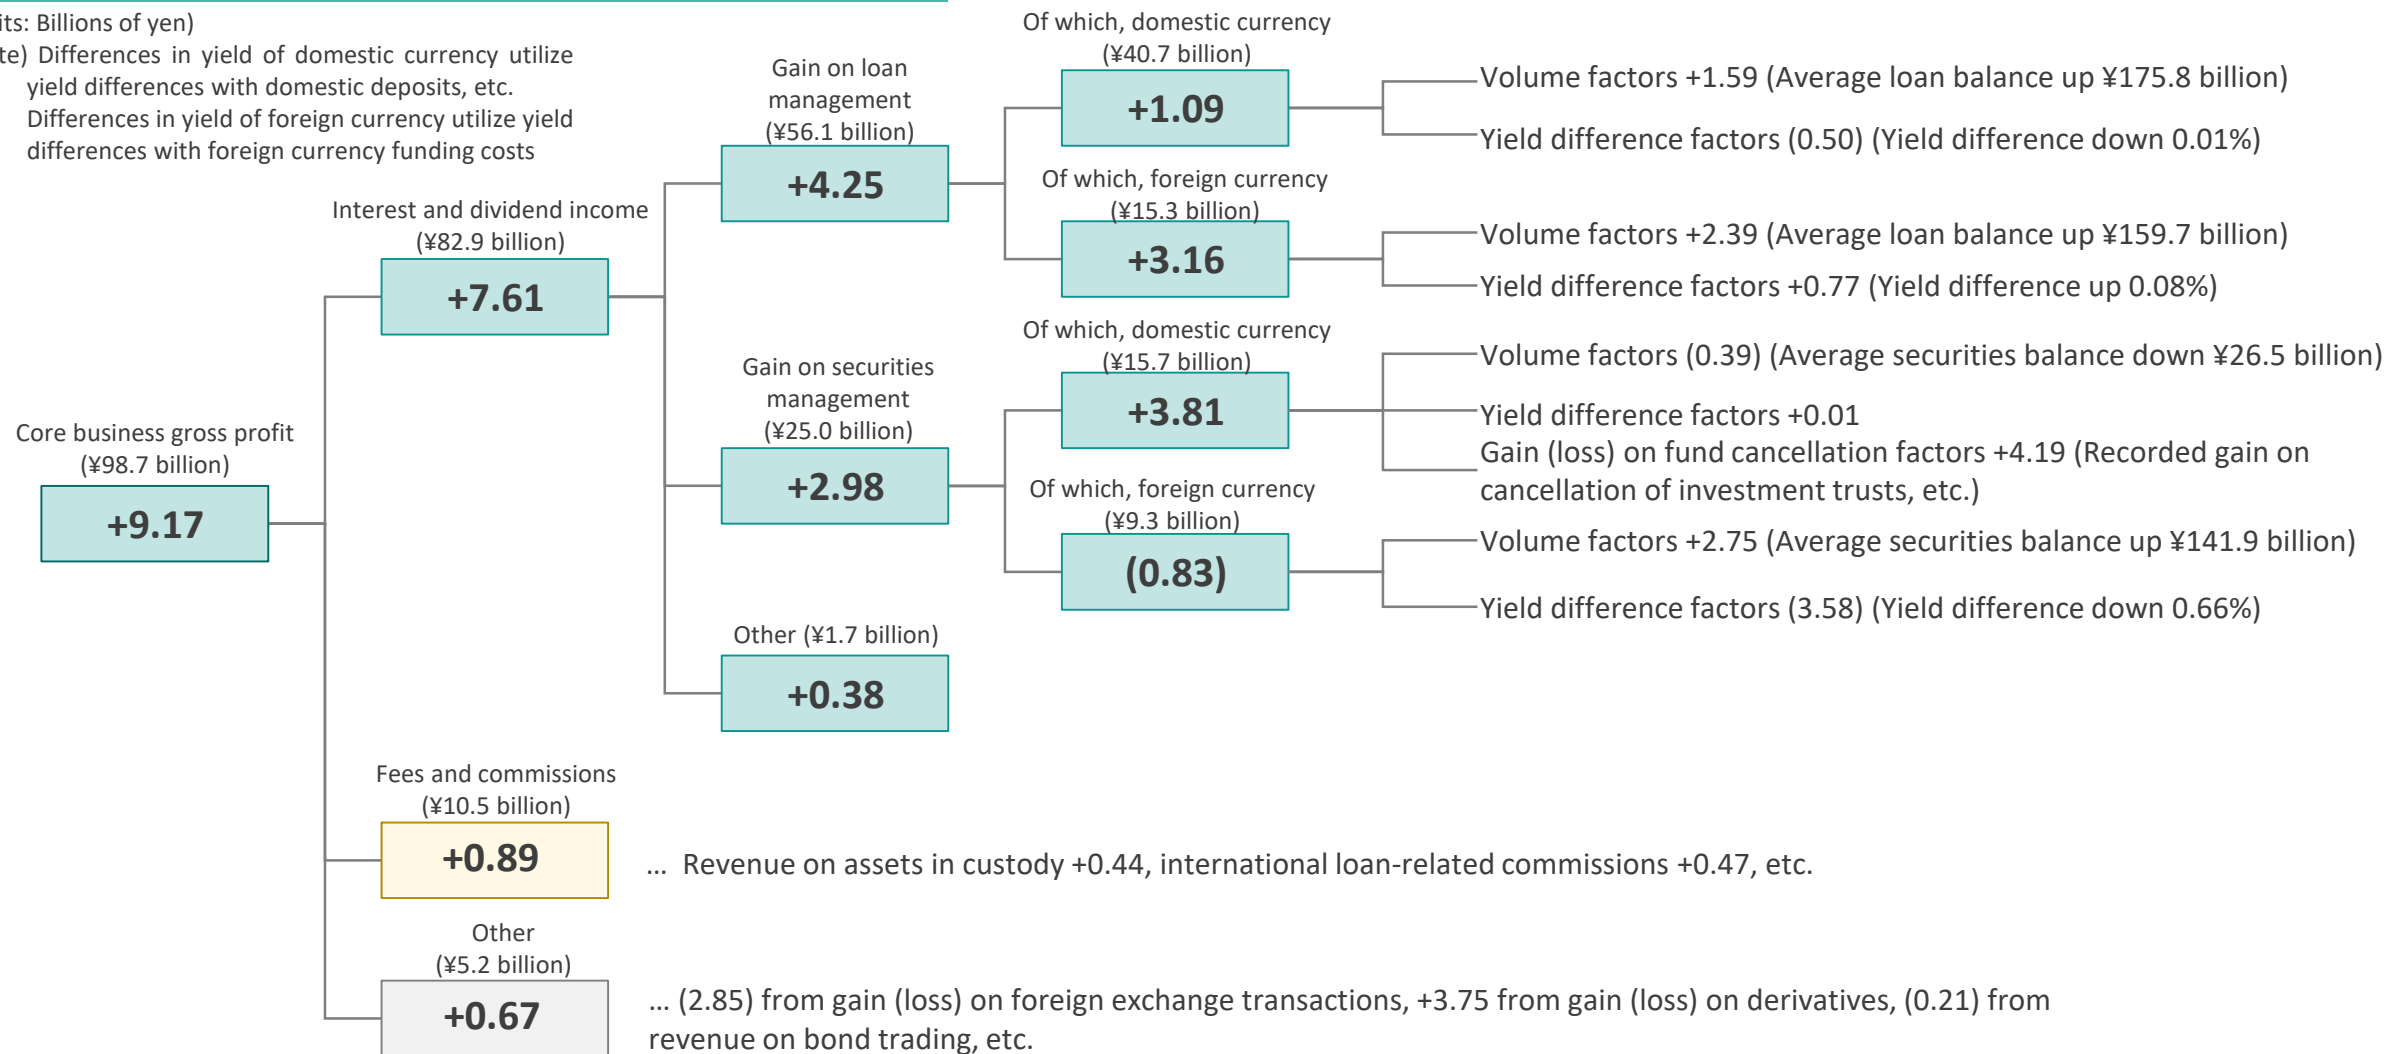 its: Billions of yen)
te) Differences in yield of domestic currency utilize
yield differences with domestic deposits, etc.
Differences in yield of foreign currency utilize yield
differences with foreign currency funding costs
Core business gross profit
(¥98.7 billion)
+9.17
Interest and dividend income
(¥82.9 billion)
+7.61
Gain on loan
management
(¥56.1 billion)
+4.25
Of which, domestic currency
(¥40.7 billion)
+1.09
Volume factors +1.59 (Average loan balance up ¥175.8 billion)
Yield difference factors (0.50) (Yield difference down 0.01%)
Of which, foreign currency
(¥15.3 billion)
+3.16
Volume factors +2.39 (Average loan balance up ¥159.7 billion)
Yield difference factors +0.77 (Yield difference up 0.08%)
Gain on securities
management
(¥25.0 billion)
+2.98
Of which, domestic currency
(¥15.7 billion)
+3.81
Volume factors (0.39) (Average securities balance down ¥26.5 billion)
Yield difference factors +0.01
Gain (loss) on fund cancellation factors +4.19 (Recorded gain on
cancellation of investment trusts, etc.)
Of which, foreign currency
(¥9.3 billion)
(0.83)
Volume factors +2.75 (Average securities balance up ¥141.9 billion)
Yield difference factors (3.58) (Yield difference down 0.66%)
Other (¥1.7 billion)
+0.38
Fees and commissions
(¥10.5 billion)
+0.89
... Revenue on assets in custody +0.44, international loan-related commissions +0.47, etc.
Other
(¥5.2 billion)
+0.67
... (2.85) from gain (loss) on foreign exchange transactions, +3.75 from gain (loss) on derivatives, (0.21) from
revenue on bond trading, etc.